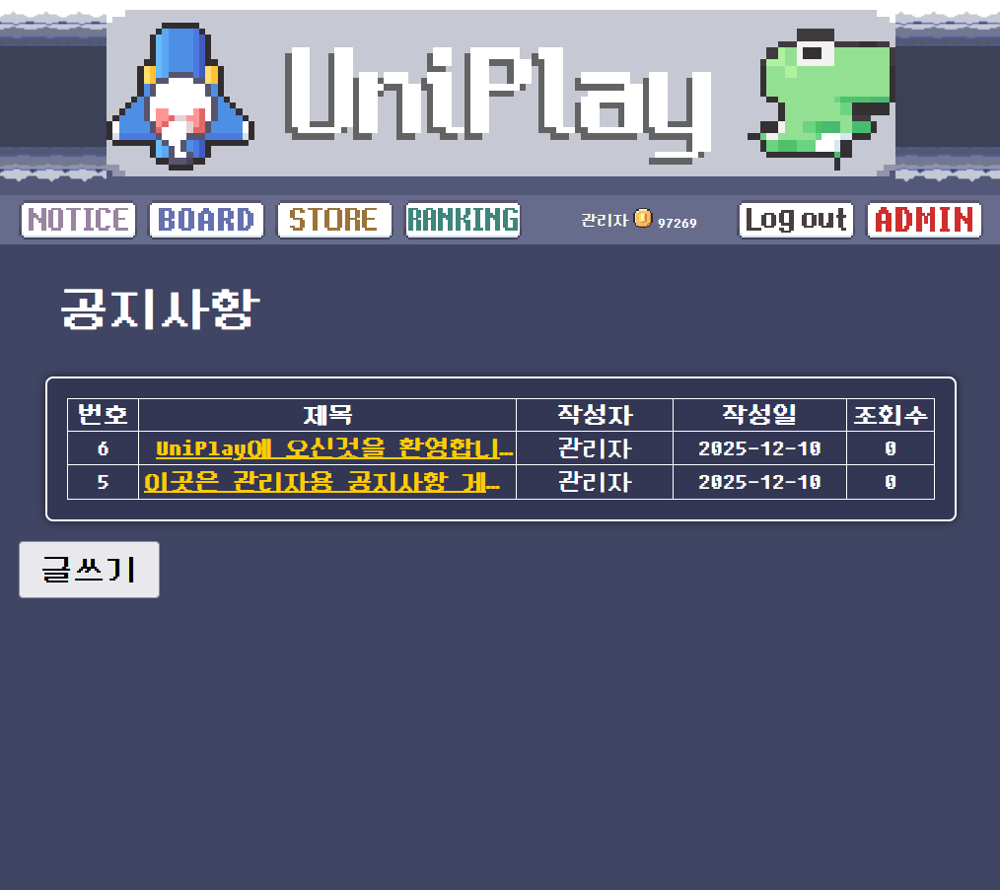 UniPlay
NOTICE BOARD STORE RANKING 관리자 97269 Log out ADMIN
공지사항
번호 제목 작성자 작성일 조회수
6 UniPlay에 오신것을 환영합니... 관리자 2025-12-10 0
5 이곳은 관리자용 공지사항 게... 관리자 2025-12-10 0
글쓰기